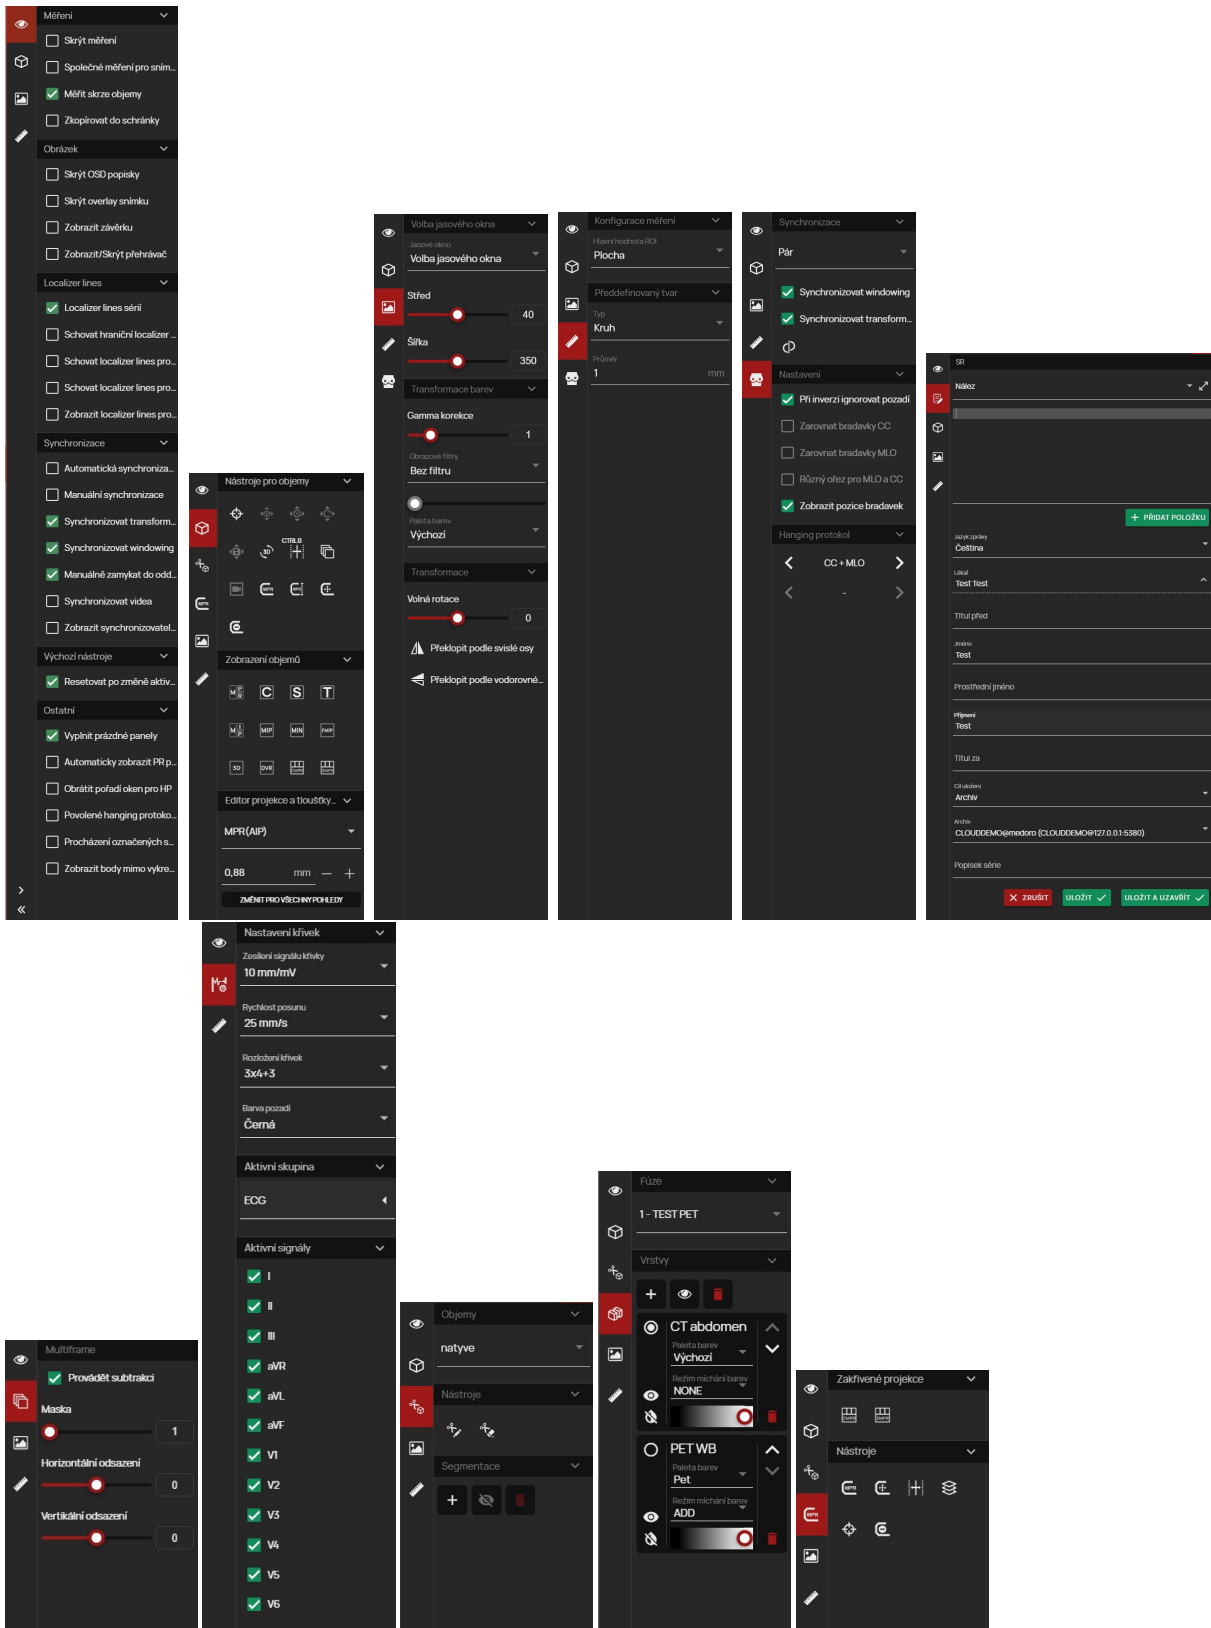 Měření
Skrýt měření
Společné měření pro sním...
Měřit skrze objemy
Zkopírovat do schránky
Obrázek
Skrýt OSD popisky
Skrýt overlay snímku
Zobrazit závěrku
Zobrazit/Skrýt přehrávač
Localizer lines
Localizer lines sérií
Schovat hraniční localizer ...
Schovat localizer lines pro...
Schovat localizer lines pro...
Zobrazit localizer lines pro...
Synchronizace
Automatická synchroniza...
Manuální synchronizace
Synchronizovat transform...
Synchronizovat windowing
Manuálně zamykat do odd...
Synchronizovat videa
Zobrazit synchronizovatel...
Výchozí nástroje
Resetovat po změně aktiv...
Ostatní
Vyplnit prázdné panely
Automaticky zobrazit PR p...
Obrátit pořadí oken pro HP
Povolené hanging protoko...
Procházení označených s...
Zobrazit body mimo vykre...
Nástroje pro objemy
CTRLB
3D
MPR MPR
Zobrazení objemů
MPR C S T
MIP MIP MIN FMIP
3D DVR CMPR SMPR
Editor projekce a tloušťky...
MPR(AIP)
0,88 mm
ZMĚNIT PRO VŠECHNY POHLEDY
Volba jasového okna
Jasové okno
Volba jasového okna
Střed
40
Šířka
350
Transformace barev
Gamma korekce
1
Obrazové filtry
Bez filtru
Paleta barev
Výchozí
Transformace
Volná rotace
0
Překlopit podle svislé osy
Překlopit podle vodorovné...
Konfigurace měření
Hlavní hodnota ROI
Plocha
Předdefinovaný tvar
Typ
Kruh
Průměr
1 mm
Synchronizace
Pár
Synchronizovat windowing
Synchronizovat transform...
Nastavení
Při inverzi ignorovat pozadí
Zarovnat bradavky CC
Zarovnat bradavky MLO
Různý ořez pro MLO a CC
Zobrazit pozice bradavek
Hanging protokol
CC + MLO
-
SR
Nález
+ PŘIDAT POLOŽKU
Jazyk zprávy
Čeština
Lékař
Test Test
Titul před
Jméno
Test
Prostřední jméno
Příjmení
Test
Titul za
Cíl uložení
Archiv
Archiv
CLOUDDEMO@medoro (CLOUDDEMO@127.0.0.1:5380)
Popisek série
ZRUŠIT ULOŽIT ULOŽIT A UZAVŘÍT
Multiframe
Provádět subtrakci
Maska
1
Horizontální odsazení
0
Vertikální odsazení
0
Nastavení křivek
Zesílení signálu křivky
10 mm/mV
Rychlost posunu
25 mm/s
Rozložení křivek
3x4+3
Barva pozadí
Černá
Aktivní skupina
ECG
Aktivní signály
I
II
III
aVR
aVL
aVF
V1
V2
V3
V4
V5
V6
Objemy
natyve
Nástroje
Segmentace
Fúze
1 - TEST PET
Vrstvy
CT abdomen
Paleta barev
Výchozí
Režim míchání barev
NONE
PET WB
Paleta barev
Pet
Režim míchání barev
ADD
Zakřivené projekce
CMPR SMPR
Nástroje
MPR